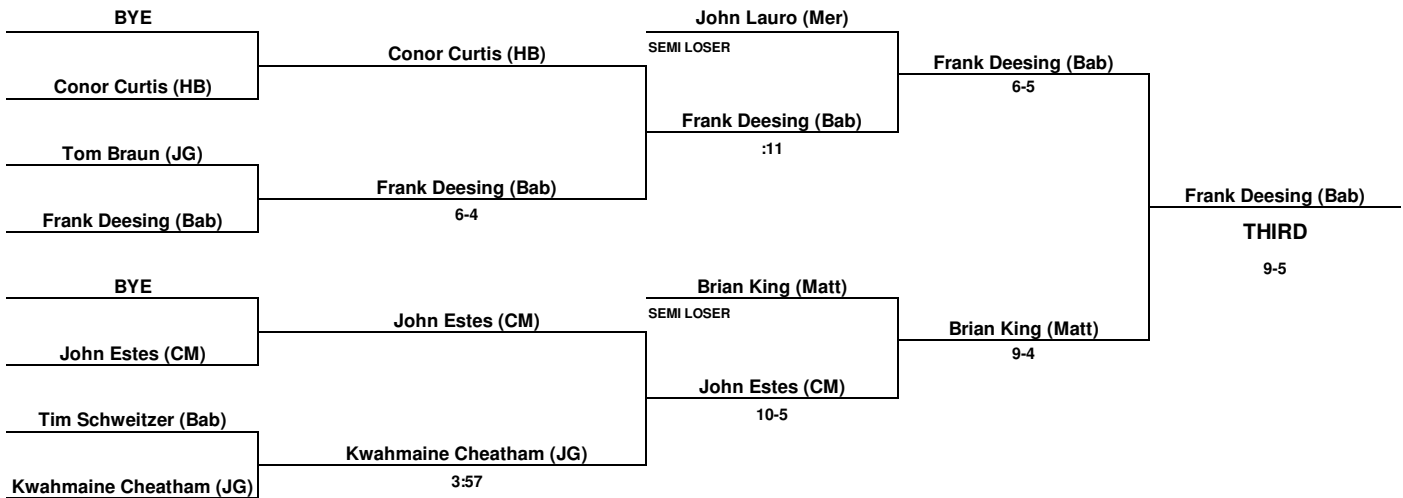 BYE
John Lauro (Mer)
Conor Curtis (HB)
SEMI LOSER
Frank Deesing (Bab)
6-5
Conor Curtis (HB)
Frank Deesing (Bab)
:11
Tom Braun (JG)
Frank Deesing (Bab)
6-4
Frank Deesing (Bab)
THIRD
9-5
Frank Deesing (Bab)
BYE
Brian King (Matt)
John Estes (CM)
SEMI LOSER
Brian King (Matt)
9-4
John Estes (CM)
John Estes (CM)
10-5
Tim Schweitzer (Bab)
Kwahmaine Cheatham (JG)
3:57
Kwahmaine Cheatham (JG)